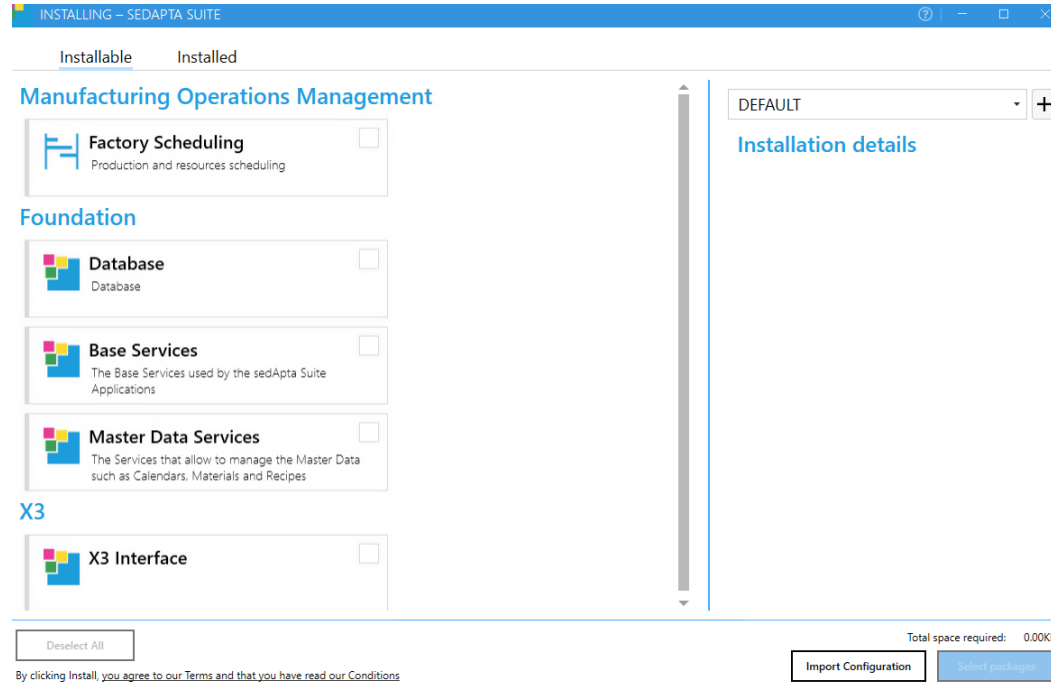 INSTALLING – SEDAPTA SUITE
Installable
Installed
Manufacturing Operations Management
Factory Scheduling
Production and resources scheduling
Foundation
Database
Database
Base Services
The Base Services used by the sedApta Suite
Applications
Master Data Services
The Services that allow to manage the Master Data
such as Calendars, Materials and Recipes
X3
X3 Interface
DEFAULT
Installation details
Deselect All
By clicking Install, you agree to our Terms and that you have read our Conditions
Total space required: 0.00K
Import Configuration
Select packages